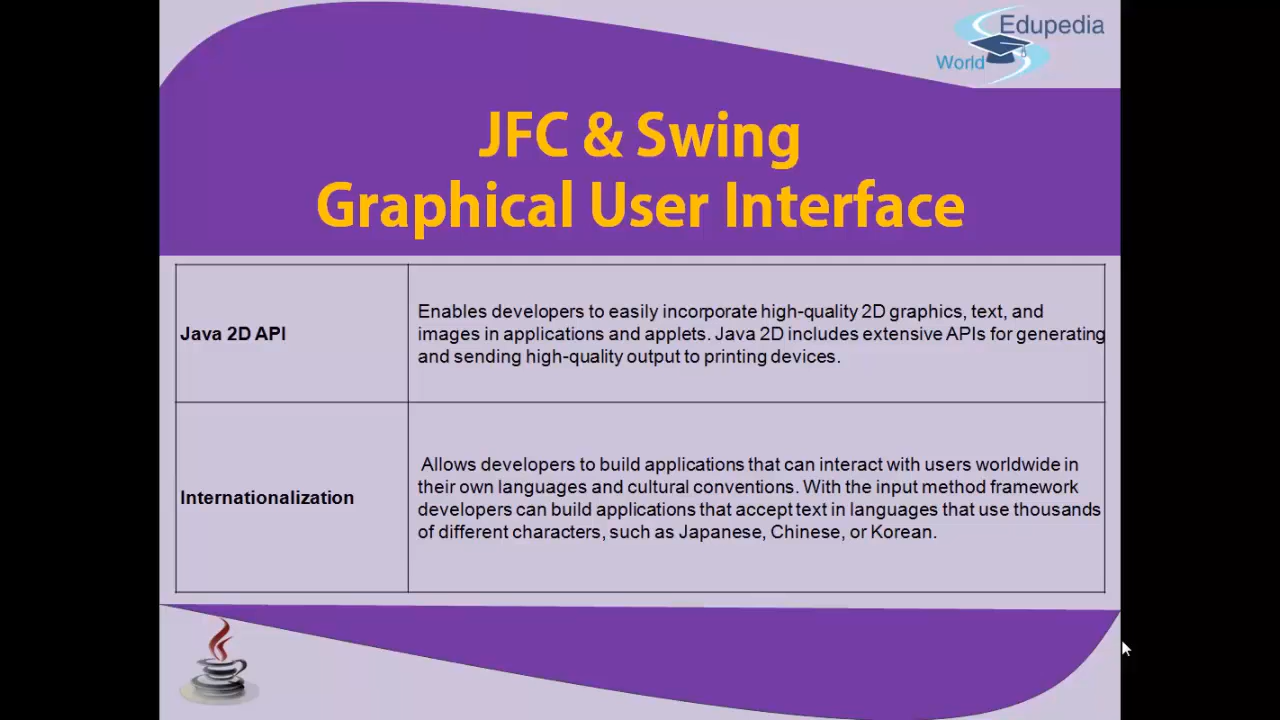 Edupedia
World
JFC & Swing
Graphical User Interface
Java 2D API
Enables developers to easily incorporate high-quality 2D graphics, text, and
images in applications and applets. Java 2D includes extensive APIs for generating
and sending high-quality output to printing devices.
Internationalization
Allows developers to build applications that can interact with users worldwide in
their own languages and cultural conventions. With the input method framework
developers can build applications that accept text in languages that use thousands
of different characters, such as Japanese, Chinese, or Korean.